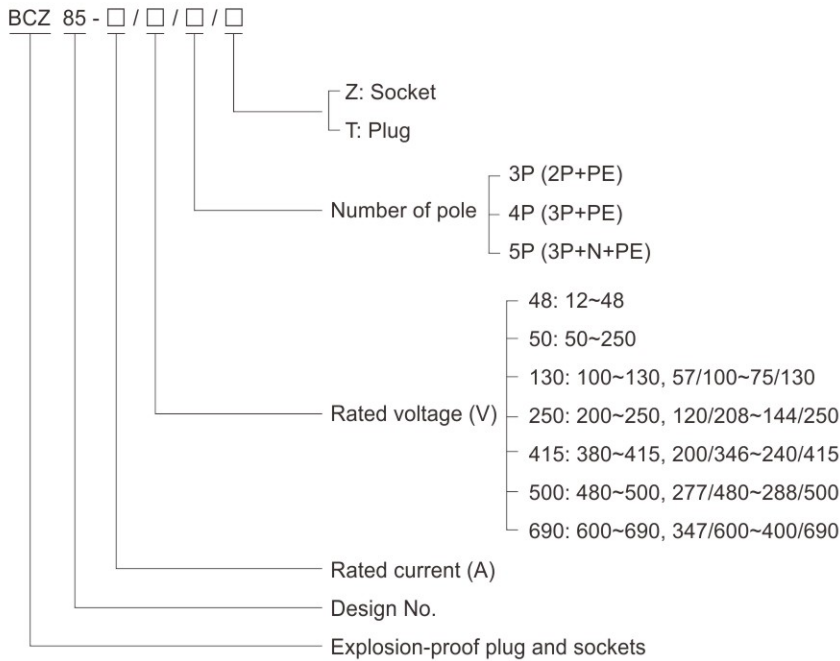 BCZ 85 - □ / □ / □ / □
Z: Socket
T: Plug
3P (2P+PE)
Number of pole
4P (3P+PE)
5P (3P+N+PE)
48: 12~48
50: 50~250
130: 100~130, 57/100~75/130
Rated voltage (V)
250: 200~250, 120/208~144/250
415: 380~415, 200/346~240/415
500: 480~500, 277/480~288/500
690: 600~690, 347/600~400/690
Rated current (A)
Design No.
Explosion-proof plug and sockets